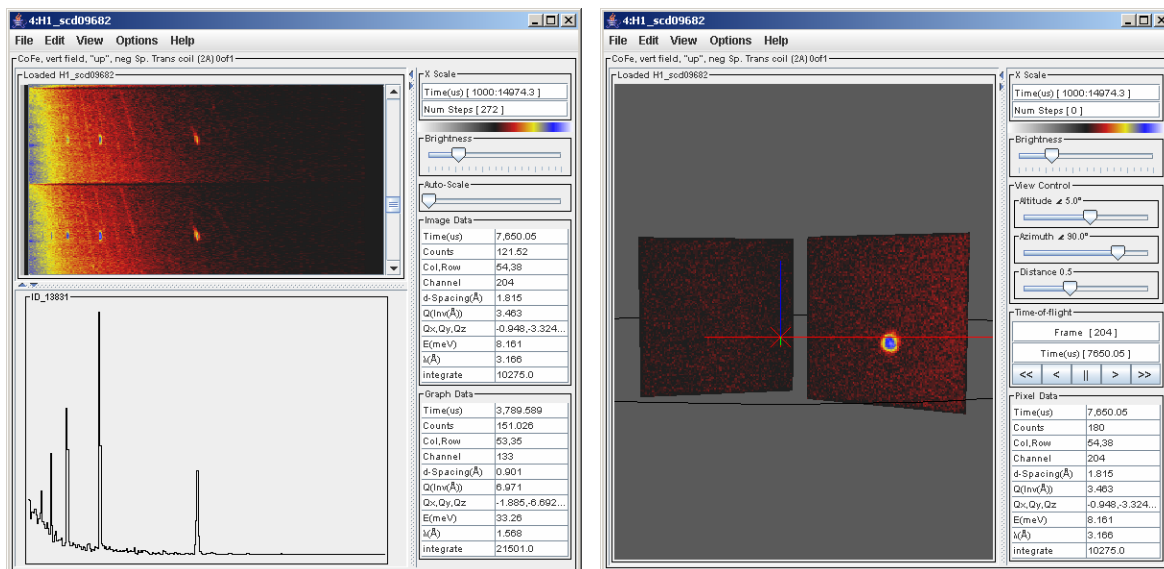 4:H1_scd09682
File Edit View Options Help
CoFe, vert field, "up", neg Sp. Trans coil (2A) 0of1
Loaded H1_scd09682
X Scale
Time(us) [ 1000:14974.3 ]
Num Steps [ 272 ]
Brightness
Auto-Scale
Image Data
Time(us) 7,650.05
Counts 121.52
Col,Row 54,38
Channel 204
d-Spacing(Å) 1.815
Q(Inv(Å)) 3.463
Qx,Qy,Qz -0.948,-3.324...
E(meV) 8.161
λ(Å) 3.166
integrate 10275.0
ID_13831
Graph Data
Time(us) 3,789.589
Counts 151.026
Col,Row 53,35
Channel 133
d-Spacing(Å) 0.901
Q(Inv(Å)) 6.971
Qx,Qy,Qz -1.885,-6.692...
E(meV) 33.26
λ(Å) 1.568
integrate 21501.0
4:H1_scd09682
File Edit View Options Help
CoFe, vert field, "up", neg Sp. Trans coil (2A) 0of1
Loaded H1_scd09682
X Scale
Time(us) [ 1000:14974.3 ]
Num Steps [ 0 ]
Brightness
View Control
Altitude ∠ 5.0°
Azimuth ∠ 90.0°
Distance 0.5
Time-of-flight
Frame [ 204 ]
Time(us) [ 7650.05 ]
<< < || > >>
Pixel Data
Time(us) 7,650.05
Counts 180
Col,Row 54,38
Channel 204
d-Spacing(Å) 1.815
Q(Inv(Å)) 3.463
Qx,Qy,Qz -0.948,-3.324...
E(meV) 8.161
λ(Å) 3.166
integrate 10275.0